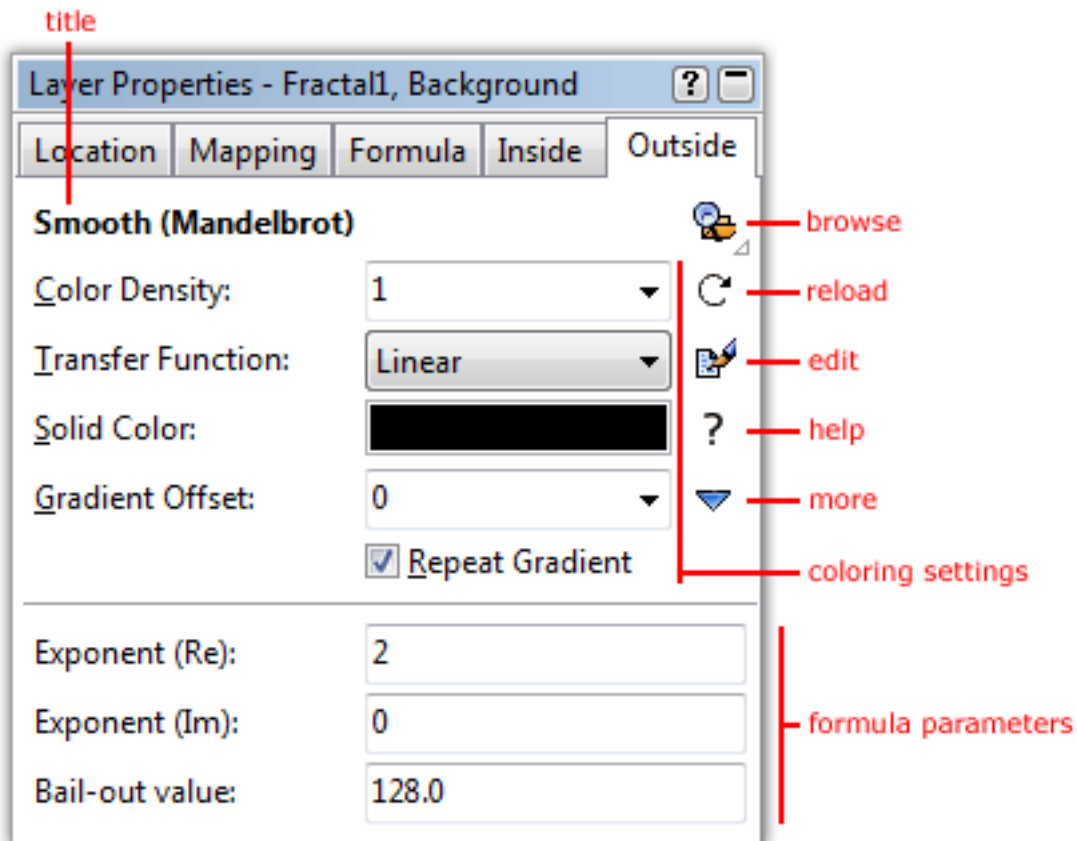 title
Layer Properties - Fractal1, Background ?
Location Mapping Formula Inside Outside
Smooth (Mandelbrot) browse
Color Density: 1 reload
Transfer Function: Linear edit
Solid Color: ? help
Gradient Offset: 0 more
Repeat Gradient
coloring settings
Exponent (Re): 2
Exponent (Im): 0 formula parameters
Bail-out value: 128.0